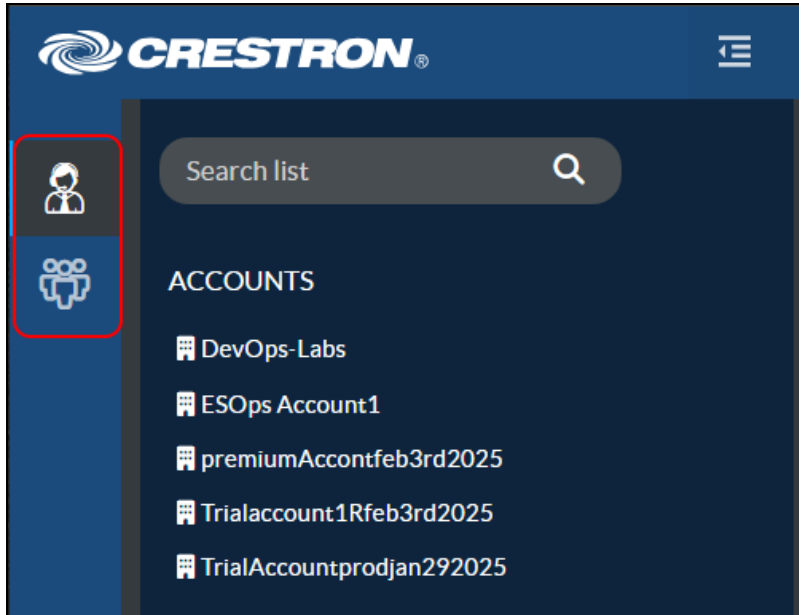 CRESTRON®
Search list
ACCOUNTS
DevOps-Labs
ESOps Account1
premiumAccontfeb3rd2025
Trialaccount1Rfeb3rd2025
TrialAccountprodjan292025